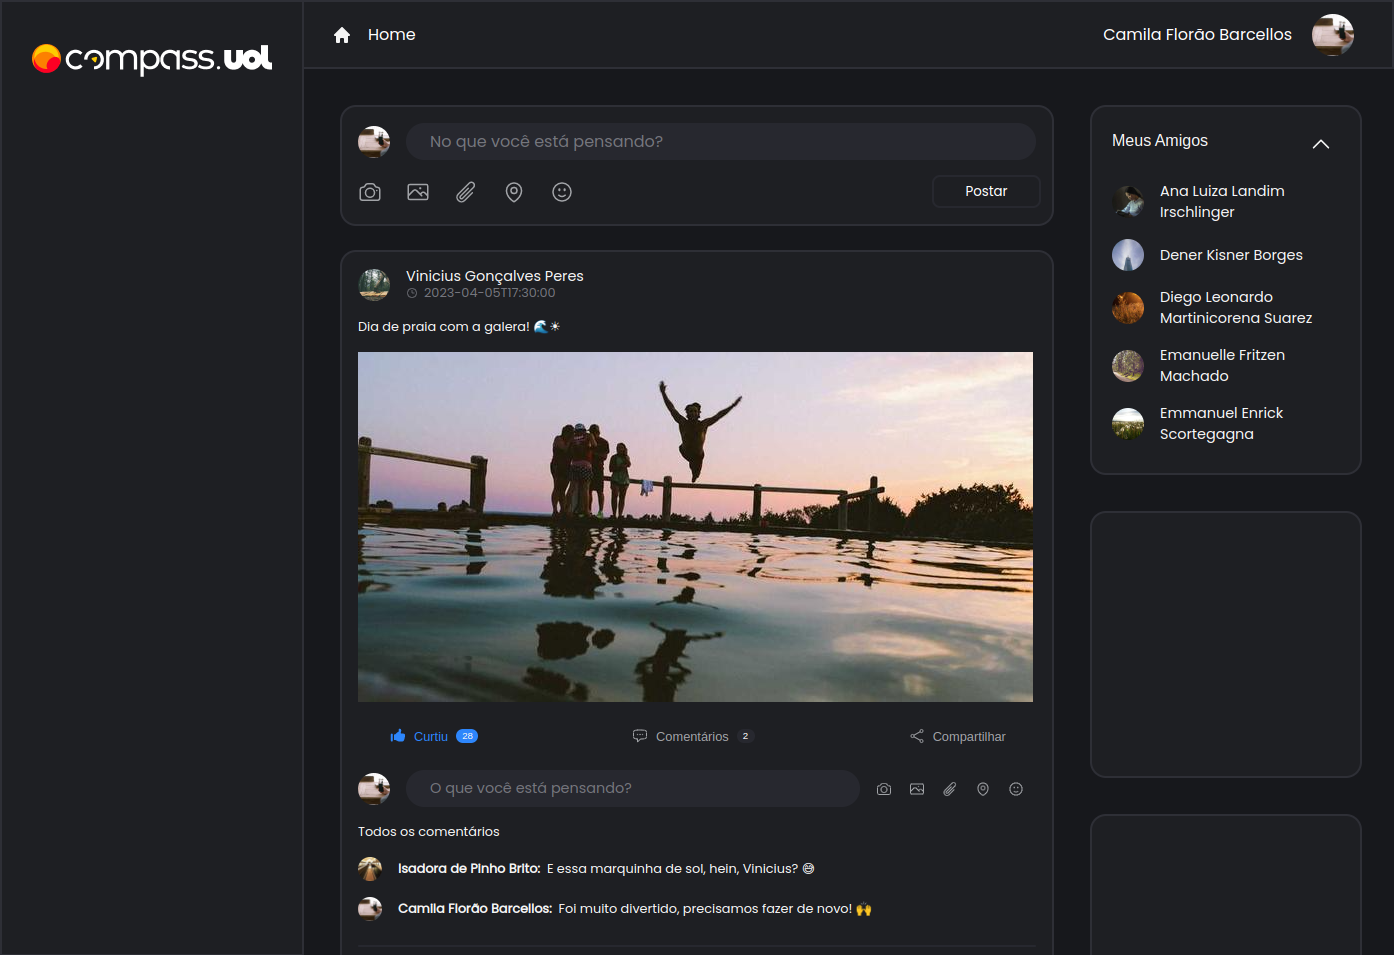 compass.uol
Home
Camila Florão Barcellos
No que você está pensando?
Postar
Meus Amigos
Ana Luiza Landim
Irschlinger
Dener Kisner Borges
Diego Leonardo
Martinicorena Suarez
Emanuelle Fritzen
Machado
Emmanuel Enrick
Scortegagna
Vinicius Gonçalves Peres
2023-04-05T17:30:00
Dia de praia com a galera! 🌊☀
Curtiu 28
Comentários 2
Compartilhar
O que você está pensando?
Todos os comentários
Isadora de Pinho Brito: E essa marquinha de sol, hein, Vinicius? 😅
Camila Florão Barcellos: Foi muito divertido, precisamos fazer de novo! 🙌